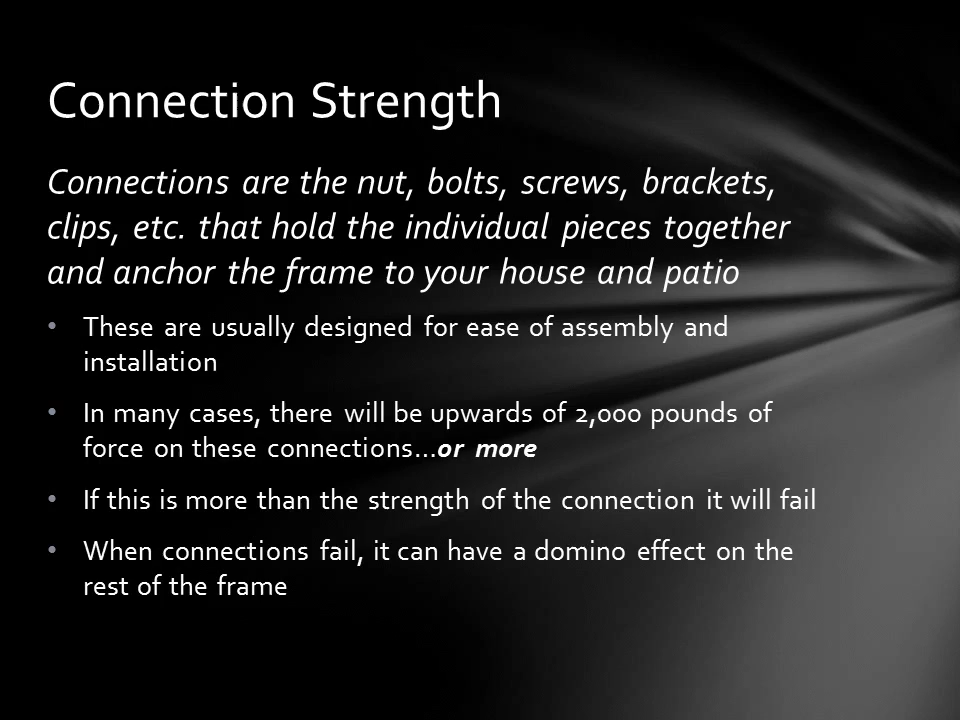 Connection Strength
Connections are the nut, bolts, screws, brackets,
clips, etc. that hold the individual pieces together
and anchor the frame to your house and patio
• These are usually designed for ease of assembly and
installation
• In many cases, there will be upwards of 2,000 pounds of
force on these connections…or more
• If this is more than the strength of the connection it will fail
• When connections fail, it can have a domino effect on the
rest of the frame